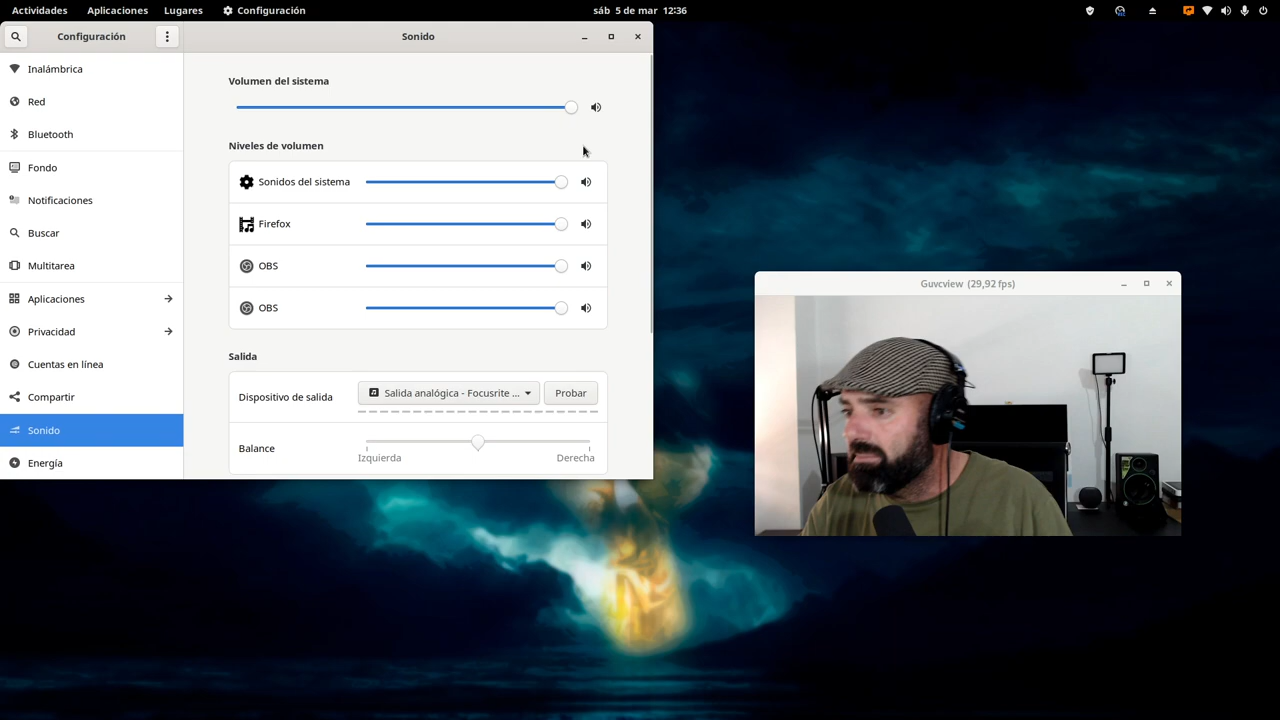 Actividades Aplicaciones Lugares Configuración sáb 5 de mar 12:36
Configuración Sonido
Inalámbrica
Red
Bluetooth
Fondo
Notificaciones
Buscar
Multitarea
Aplicaciones
Privacidad
Cuentas en línea
Compartir
Sonido
Energía
Volumen del sistema
Niveles de volumen
Sonidos del sistema
Firefox
OBS
OBS
Salida
Dispositivo de salida Salida analógica - Focusrite ... Probar
Balance
Izquierda Derecha
Guvcview (29,92 fps)